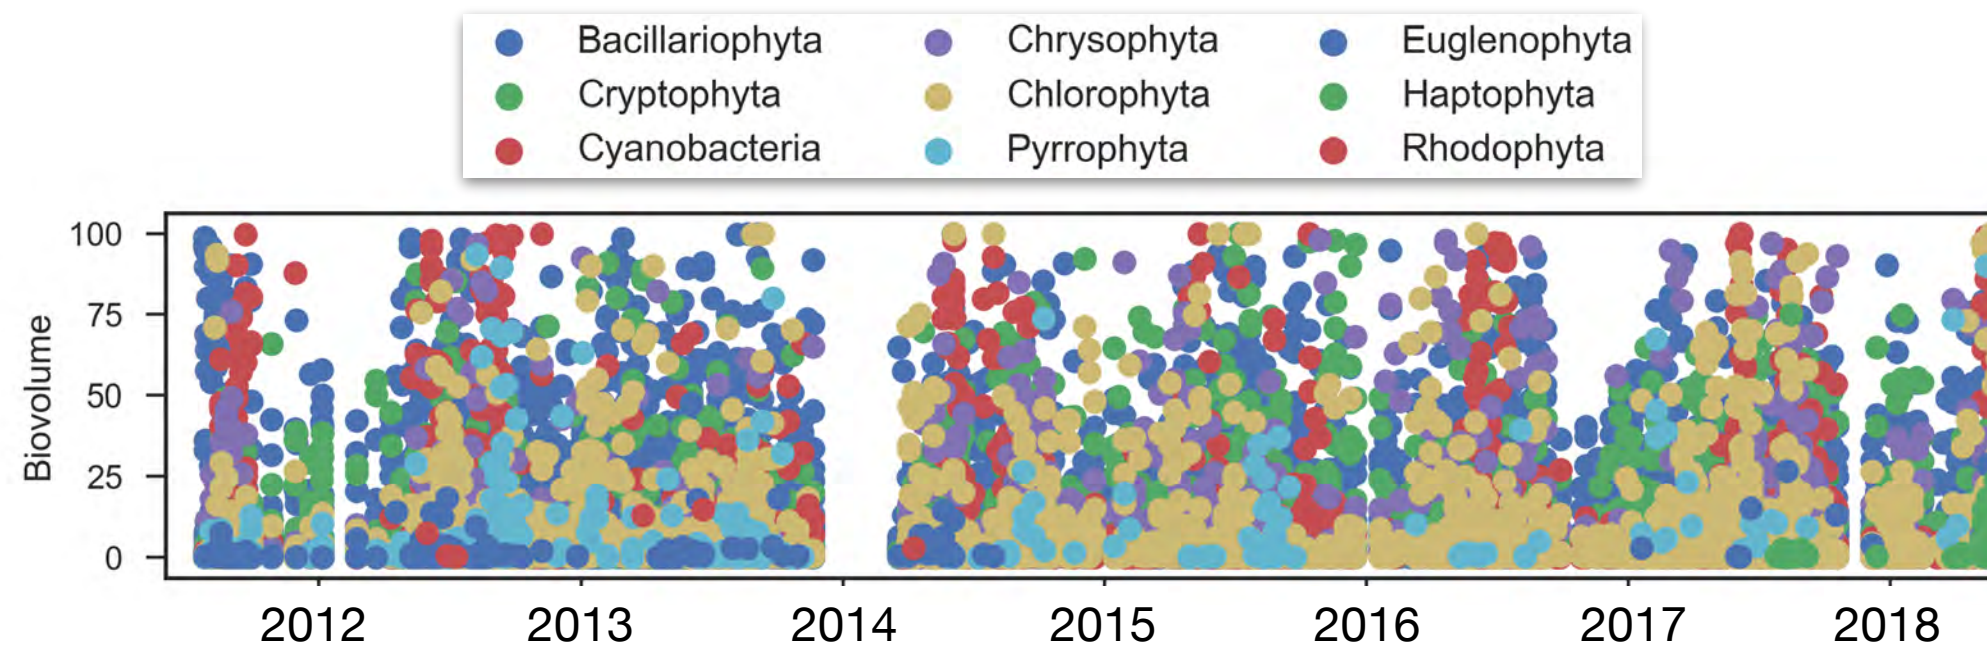 Bacillariophyta Chrysophyta Euglenophyta
Cryptophyta Chlorophyta Haptophyta
Cyanobacteria Pyrrophyta Rhodophyta
Biovolume
100
75
50
25
0
2012 2013 2014 2015 2016 2017 2018